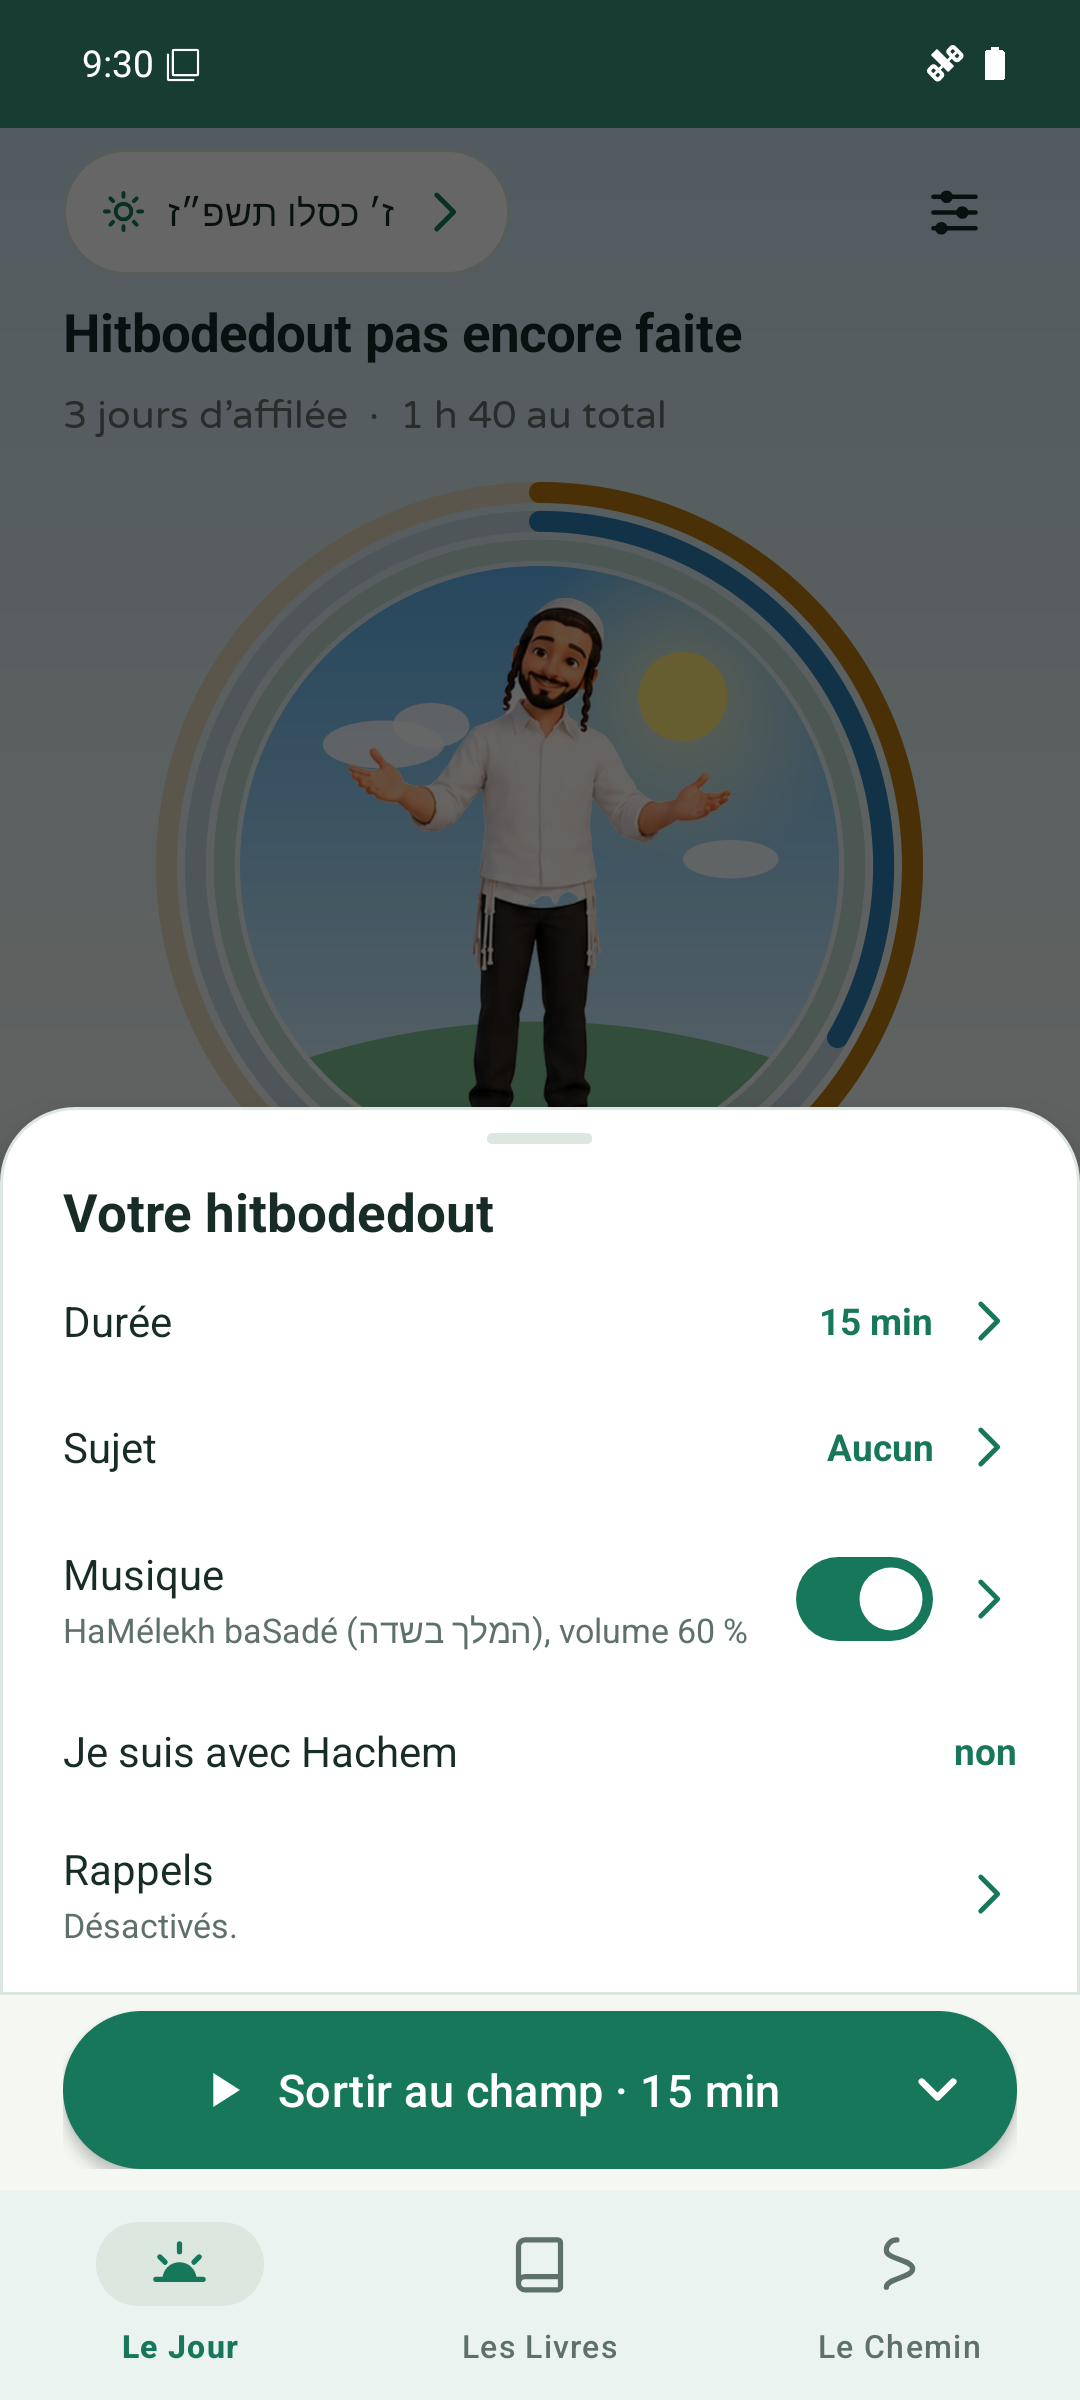 9:30
ז׳ כסלו תשפ״ז
Hitbodedout pas encore faite
3 jours d’affilée · 1 h 40 au total
Votre hitbodedout
Durée
15 min
Sujet
Aucun
Musique
HaMélekh baSadé (המלך בשדה), volume 60 %
Je suis avec Hachem
non
Rappels
Désactivés.
Sortir au champ · 15 min
Le Jour
Les Livres
Le Chemin